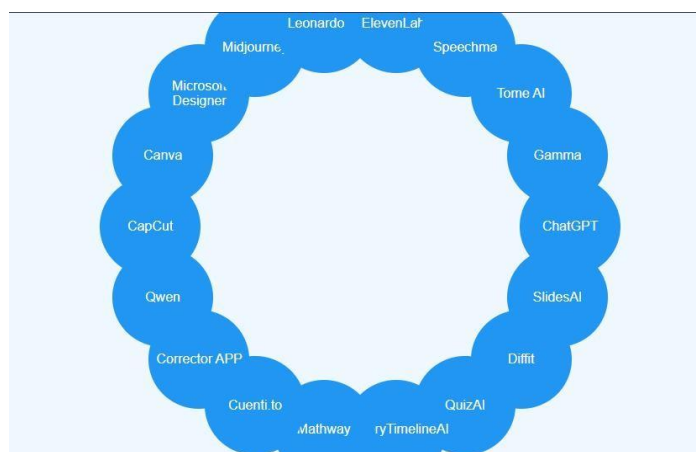 Leonardo
ElevenLab
Midjourne
Speechma
Microsoft
Designer
Tome AI
Canva
Gamma
CapCut
ChatGPT
Qwen
SlidesAI
Corrector APP
Diffit
Cuenti.to
QuizAI
Mathway
ryTimelineAI